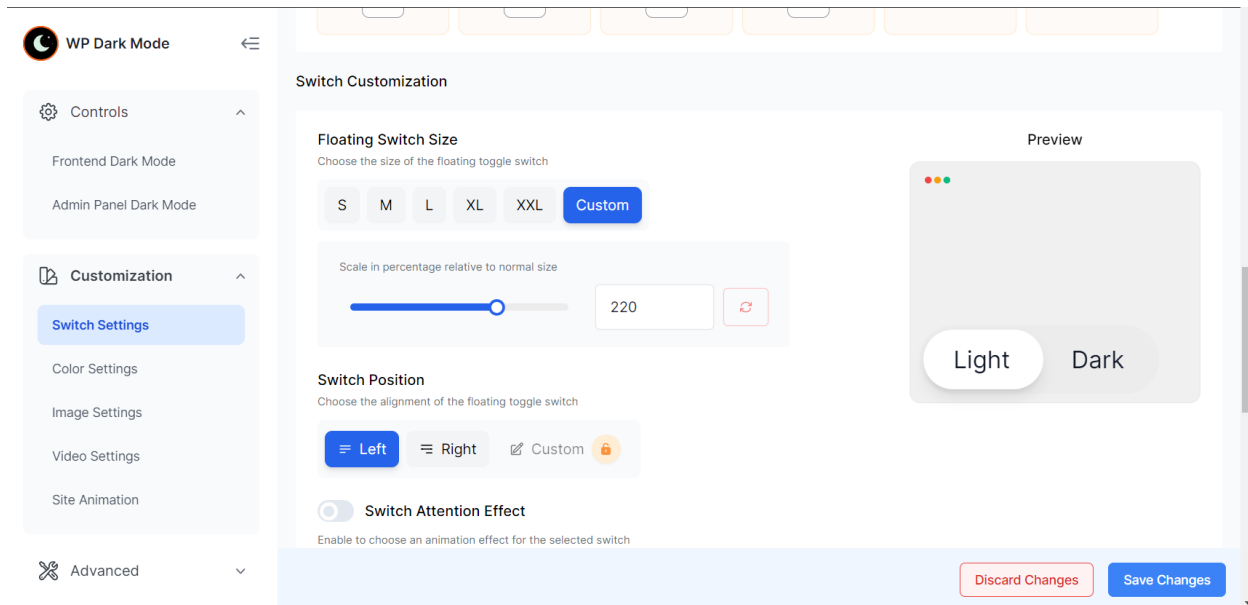 WP Dark Mode
Controls
Frontend Dark Mode
Admin Panel Dark Mode
Customization
Switch Settings
Color Settings
Image Settings
Video Settings
Site Animation
Advanced
Switch Customization
Floating Switch Size
Choose the size of the floating toggle switch
S M L XL XXL Custom
Scale in percentage relative to normal size
220
Switch Position
Choose the alignment of the floating toggle switch
Left Right Custom
Switch Attention Effect
Enable to choose an animation effect for the selected switch
Preview
Light Dark
Discard Changes Save Changes